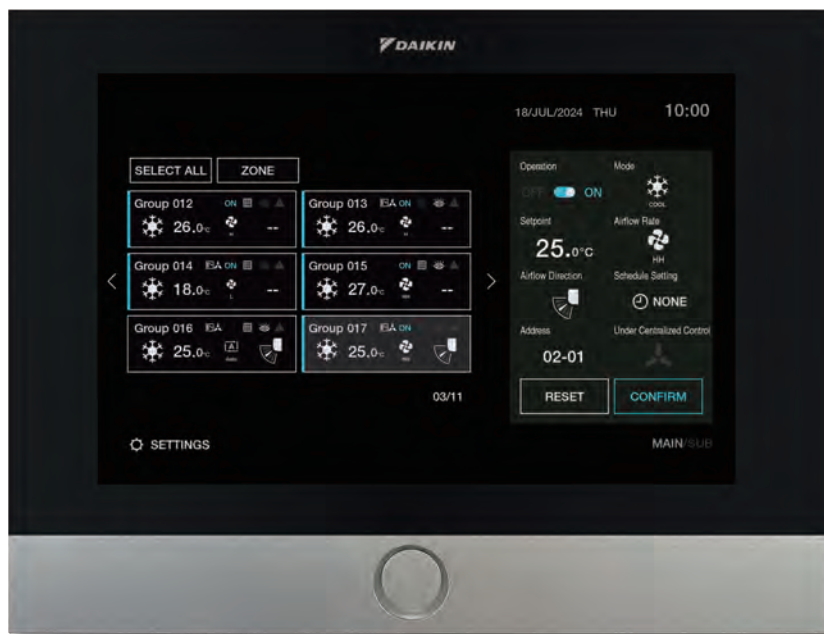 DAIKIN
18/JUL/2024 THU 10:00
SELECT ALL ZONE
Group 012 ON
26.0°C H --
Group 013 ON
26.0°C H --
Group 014 ON
18.0°C L --
Group 015 ON
27.0°C HH --
Group 016
25.0°C A Auto
Group 017 ON
25.0°C HH
03/11
Operation Mode
OFF ON COOL
Setpoint Airflow Rate
25.0°C HH
Airflow Direction Schedule Setting
NONE
Address Under Centralized Control
02-01
RESET CONFIRM
SETTINGS
MAIN/SUB